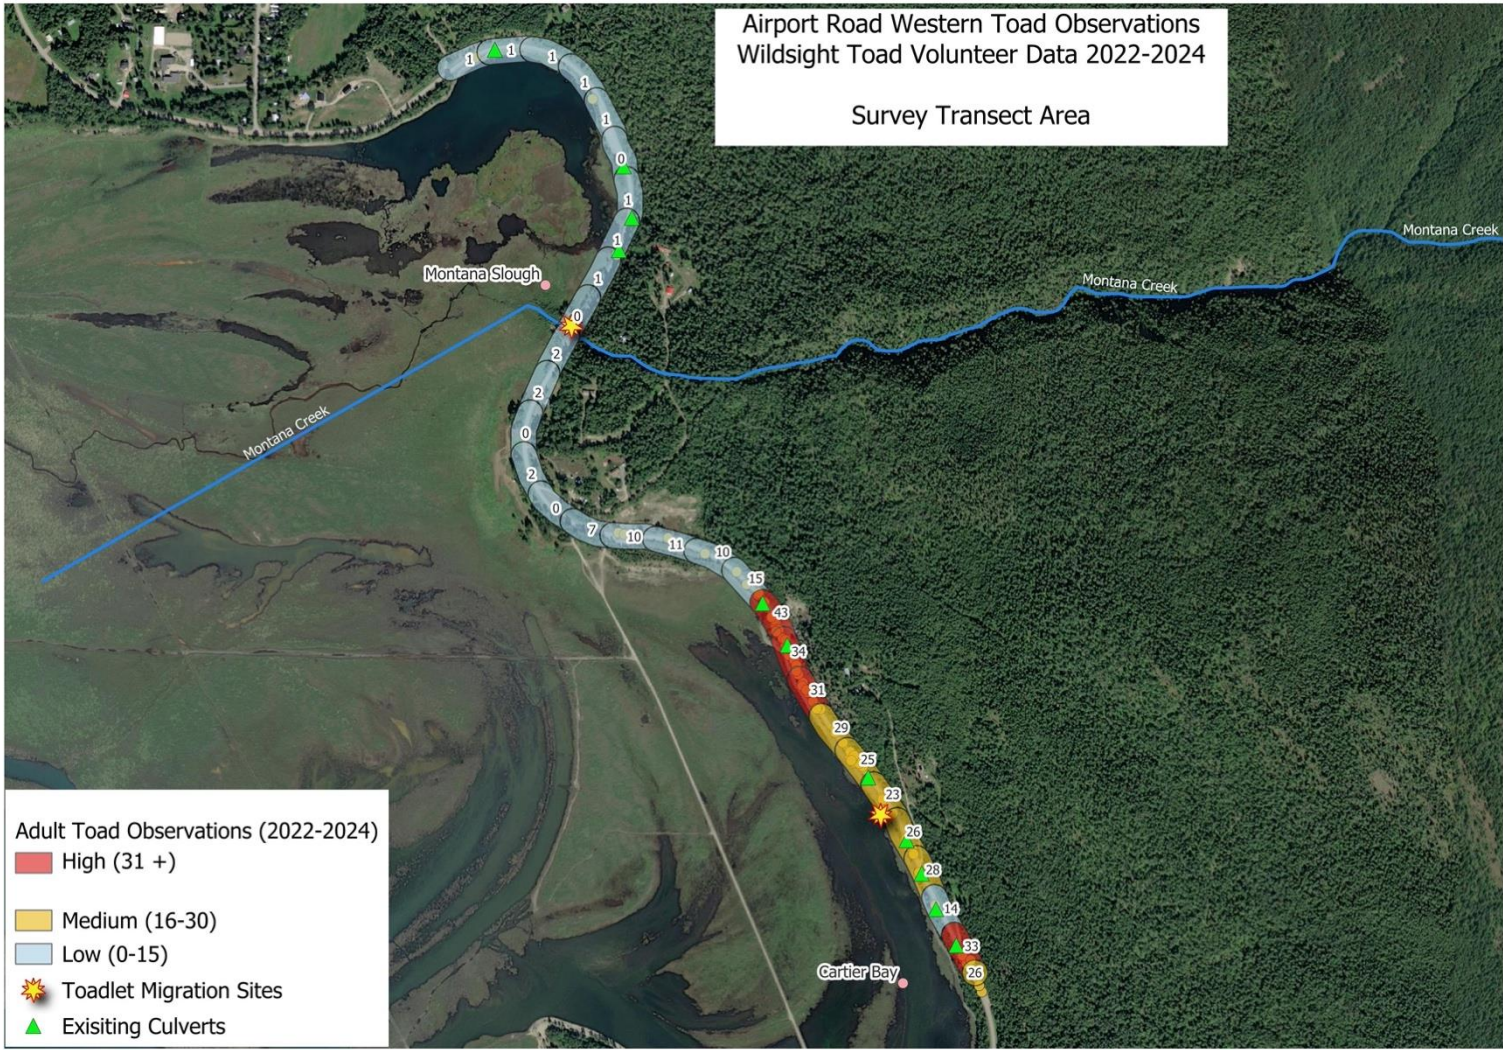 Airport Road Western Toad Observations
Wildsight Toad Volunteer Data 2022-2024
Survey Transect Area
1
1
1
1
1
0
1
1
1
0
2
2
0
2
0
7
10
11
10
15
43
34
31
29
25
23
26
28
14
33
26
Montana Creek
Montana Creek
Montana Slough
Montana Creek
Cartier Bay
Adult Toad Observations (2022-2024)
High (31 +)
Medium (16-30)
Low (0-15)
Toadlet Migration Sites
Exisiting Culverts